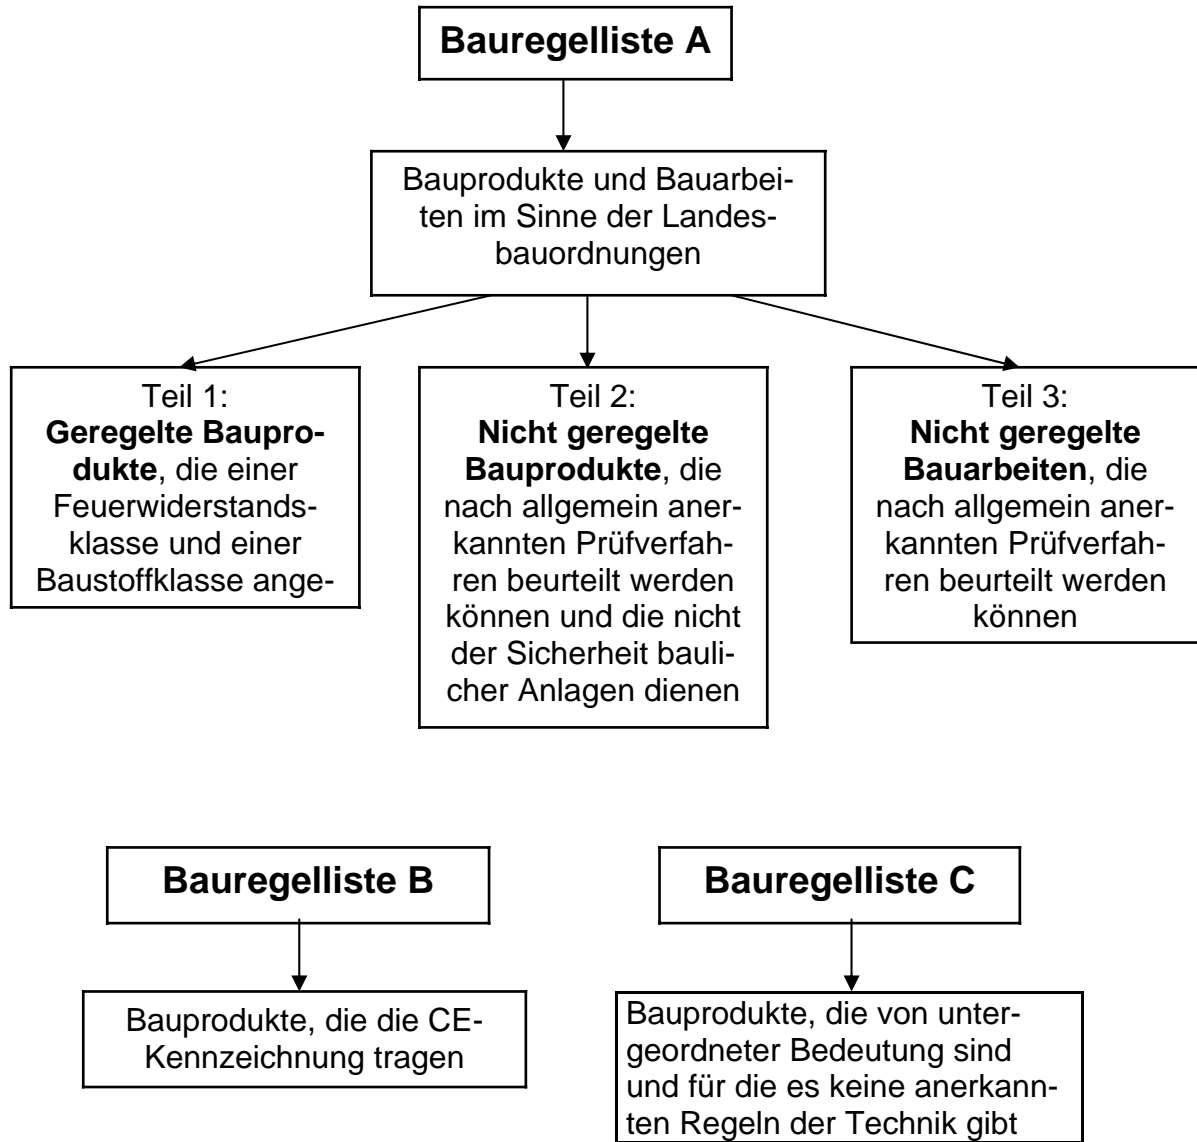 Bauregelliste A
Bauprodukte und Bauarbei-
ten im Sinne der Landes-
bauordnungen
Teil 1:
Geregelte Baupro-
dukte, die einer
Feuerwiderstands-
klasse und einer
Baustoffklasse ange-
Teil 2:
Nicht geregelte
Bauprodukte, die
nach allgemein aner-
kannten Prüfverfah-
ren beurteilt werden
können und die nicht
der Sicherheit bauli-
cher Anlagen dienen
Teil 3:
Nicht geregelte
Bauarbeiten, die
nach allgemein aner-
kannten Prüfverfah-
ren beurteilt werden
können
Bauregelliste B
Bauprodukte, die die CE-
Kennzeichnung tragen
Bauregelliste C
Bauprodukte, die von unter-
geordneter Bedeutung sind
und für die es keine anerkann-
ten Regeln der Technik gibt